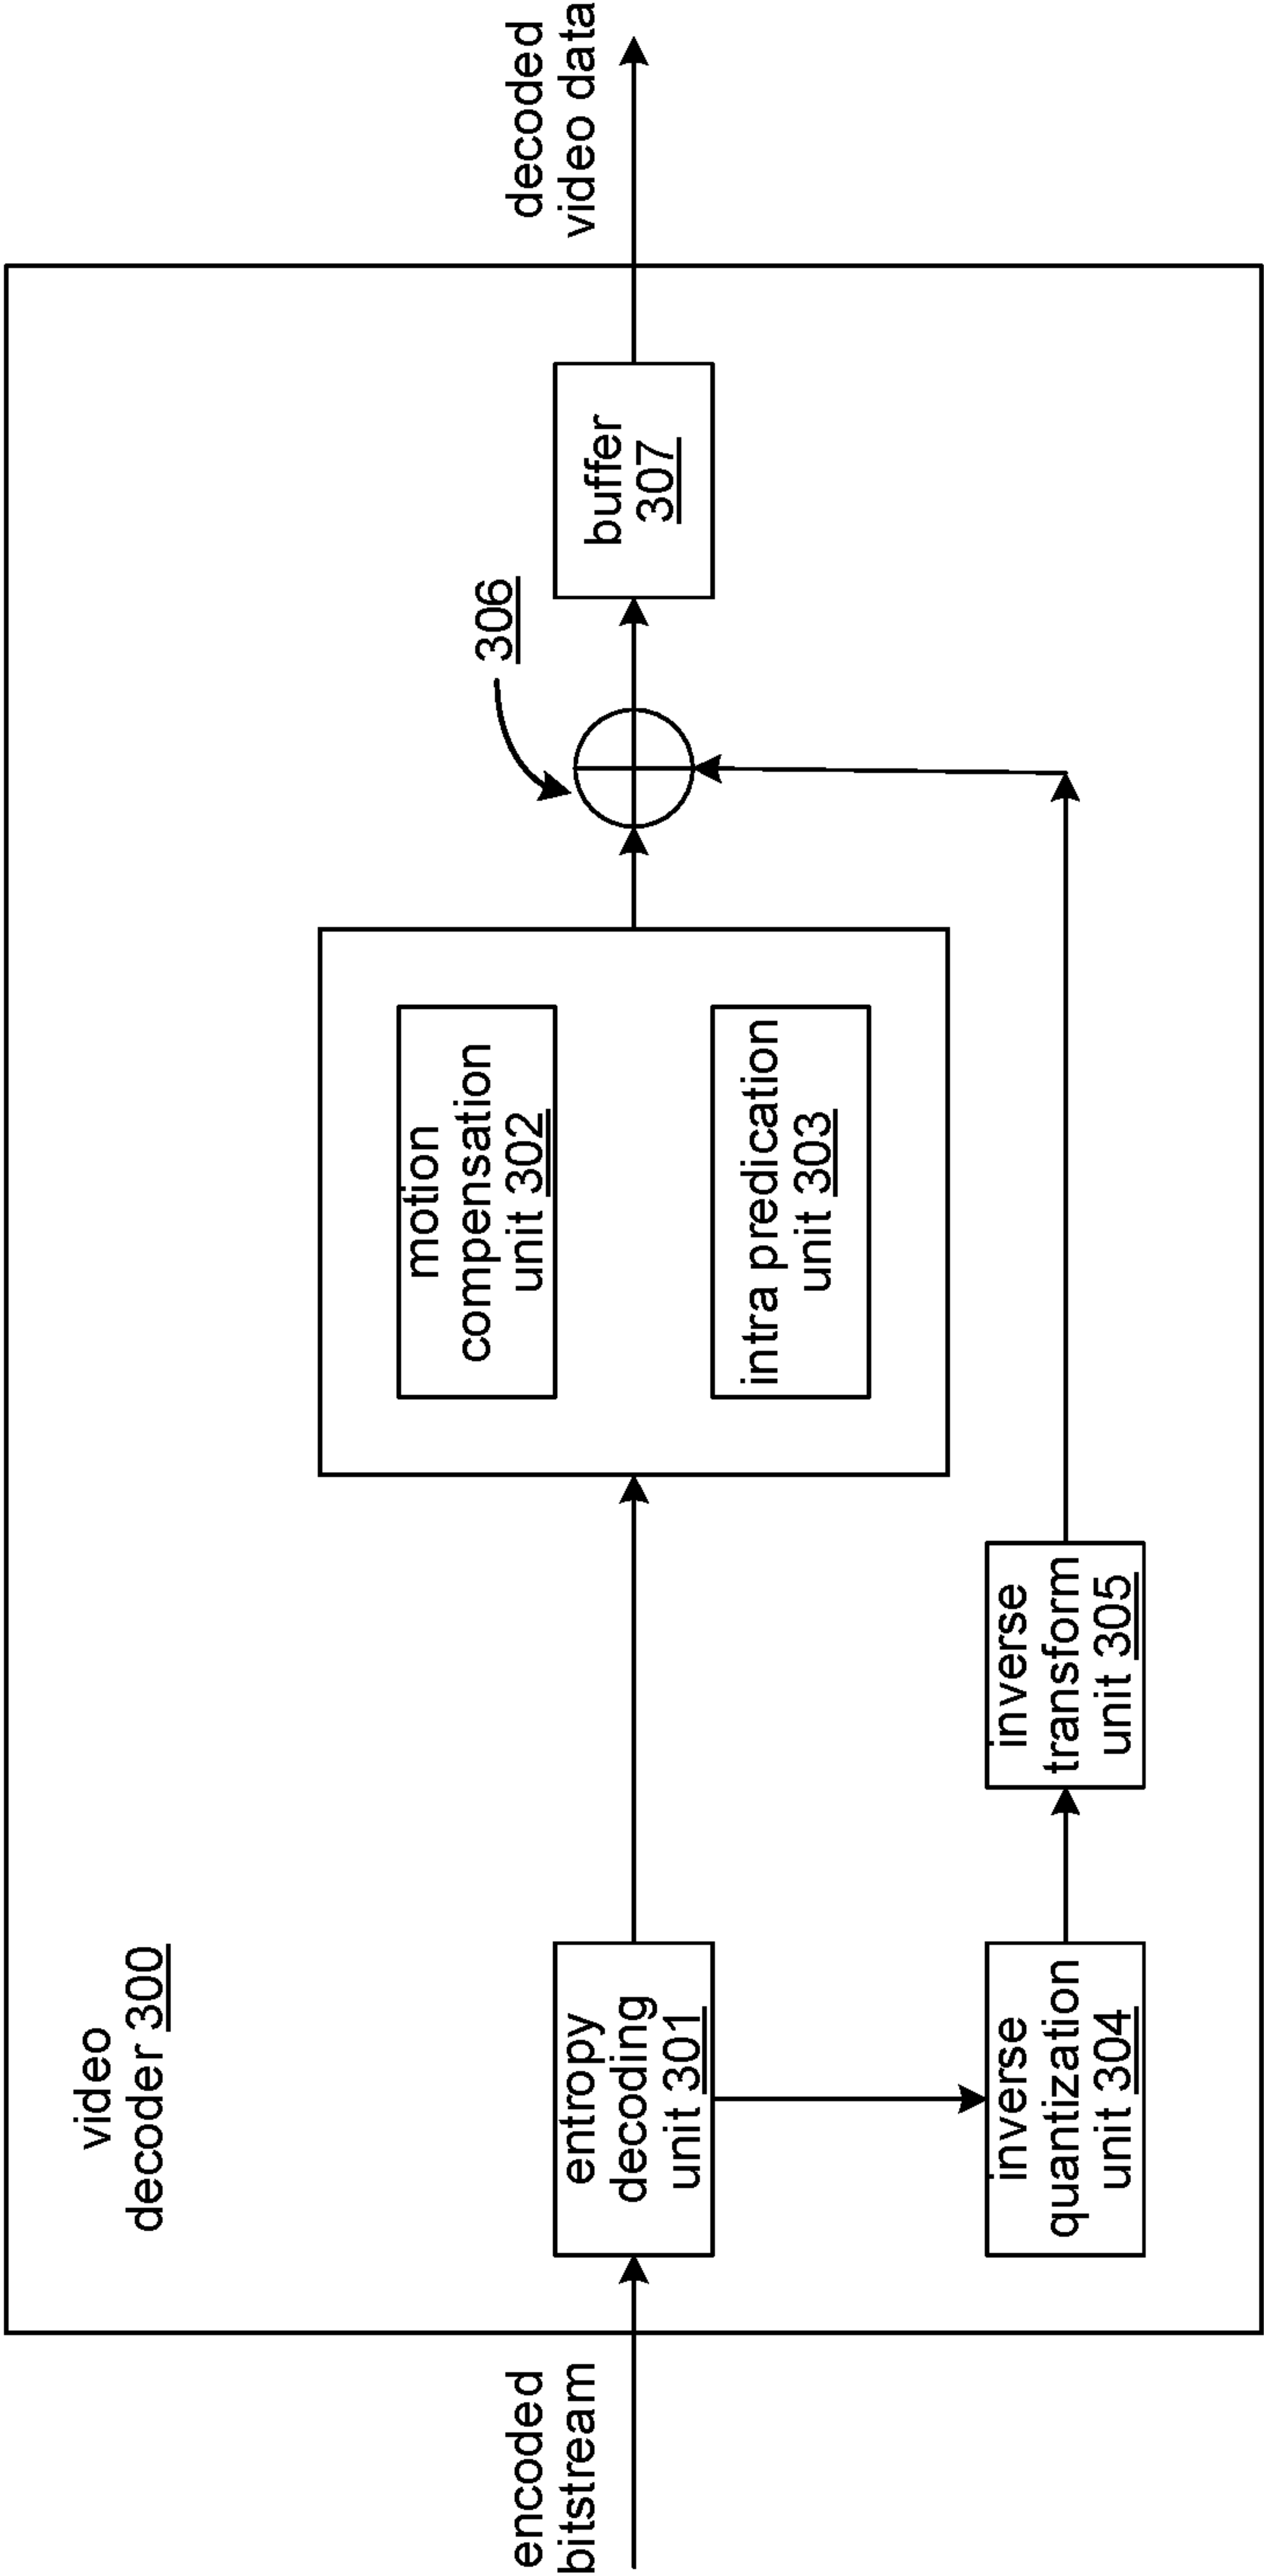 video
decoder 300
encoded
bitstream
entropy
decoding
unit 301
inverse
quantization
unit 304
inverse
transform
unit 305
motion
compensation
unit 302
intra predication
unit 303
306
buffer
307
decoded
video data